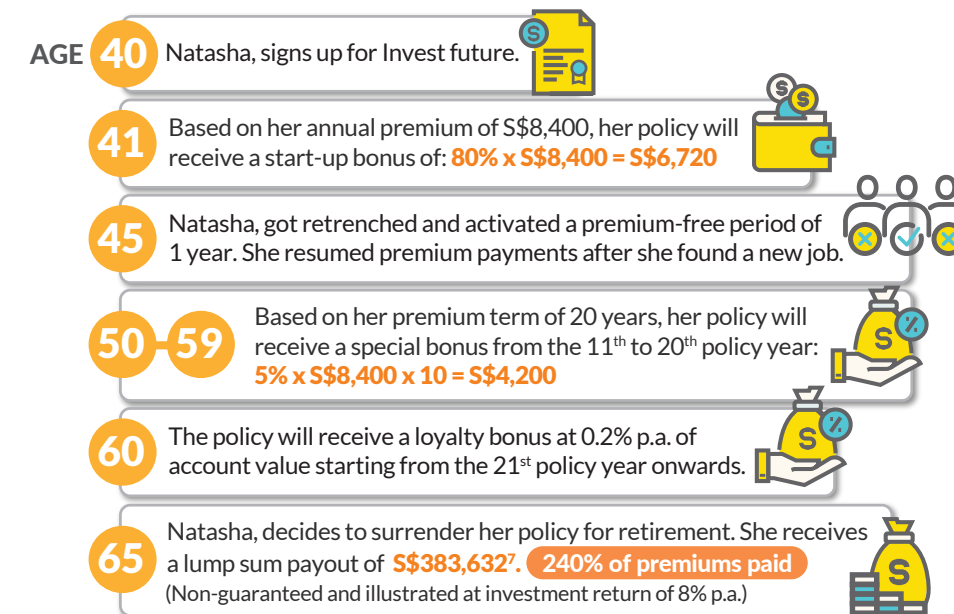 AGE 40 Natasha, signs up for Invest future.
S
41 Based on her annual premium of S$8,400, her policy will
receive a start-up bonus of: 80% x S$8,400 = S$6,720
S S
45 Natasha, got retrenched and activated a premium-free period of
1 year. She resumed premium payments after she found a new job.
50-59 Based on her premium term of 20 years, her policy will
receive a special bonus from the 11th to 20th policy year:
5% x S$8,400 x 10 = S$4,200
S %
60 The policy will receive a loyalty bonus at 0.2% p.a. of
account value starting from the 21st policy year onwards.
S %
65 Natasha, decides to surrender her policy for retirement. She receives
a lump sum payout of S$383,632⁷. 240% of premiums paid
(Non-guaranteed and illustrated at investment return of 8% p.a.)
S